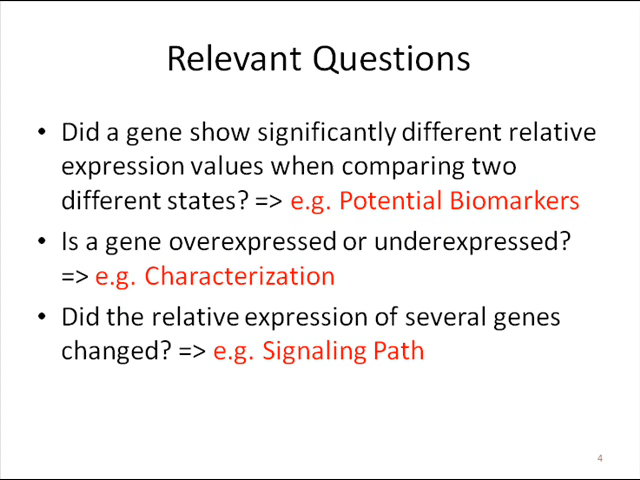 Relevant Questions
• Did a gene show significantly different relative
expression values when comparing two
different states? => e.g. Potential Biomarkers
• Is a gene overexpressed or underexpressed?
=> e.g. Characterization
• Did the relative expression of several genes
changed? => e.g. Signaling Path
4